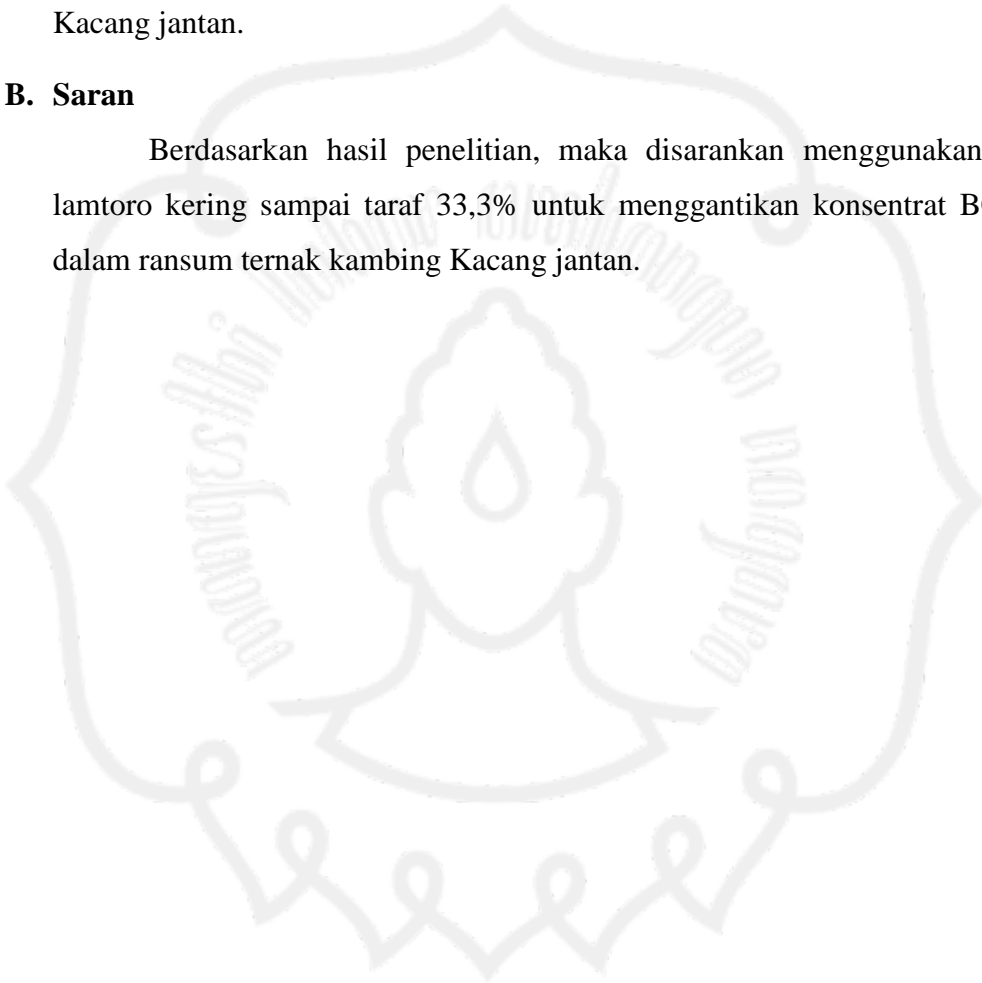 Kacang jantan.
B. Saran
Berdasarkan hasil penelitian, maka disarankan menggunakan
lamtoro kering sampai taraf 33,3% untuk menggantikan konsentrat
dalam ransum ternak kambing Kacang jantan.